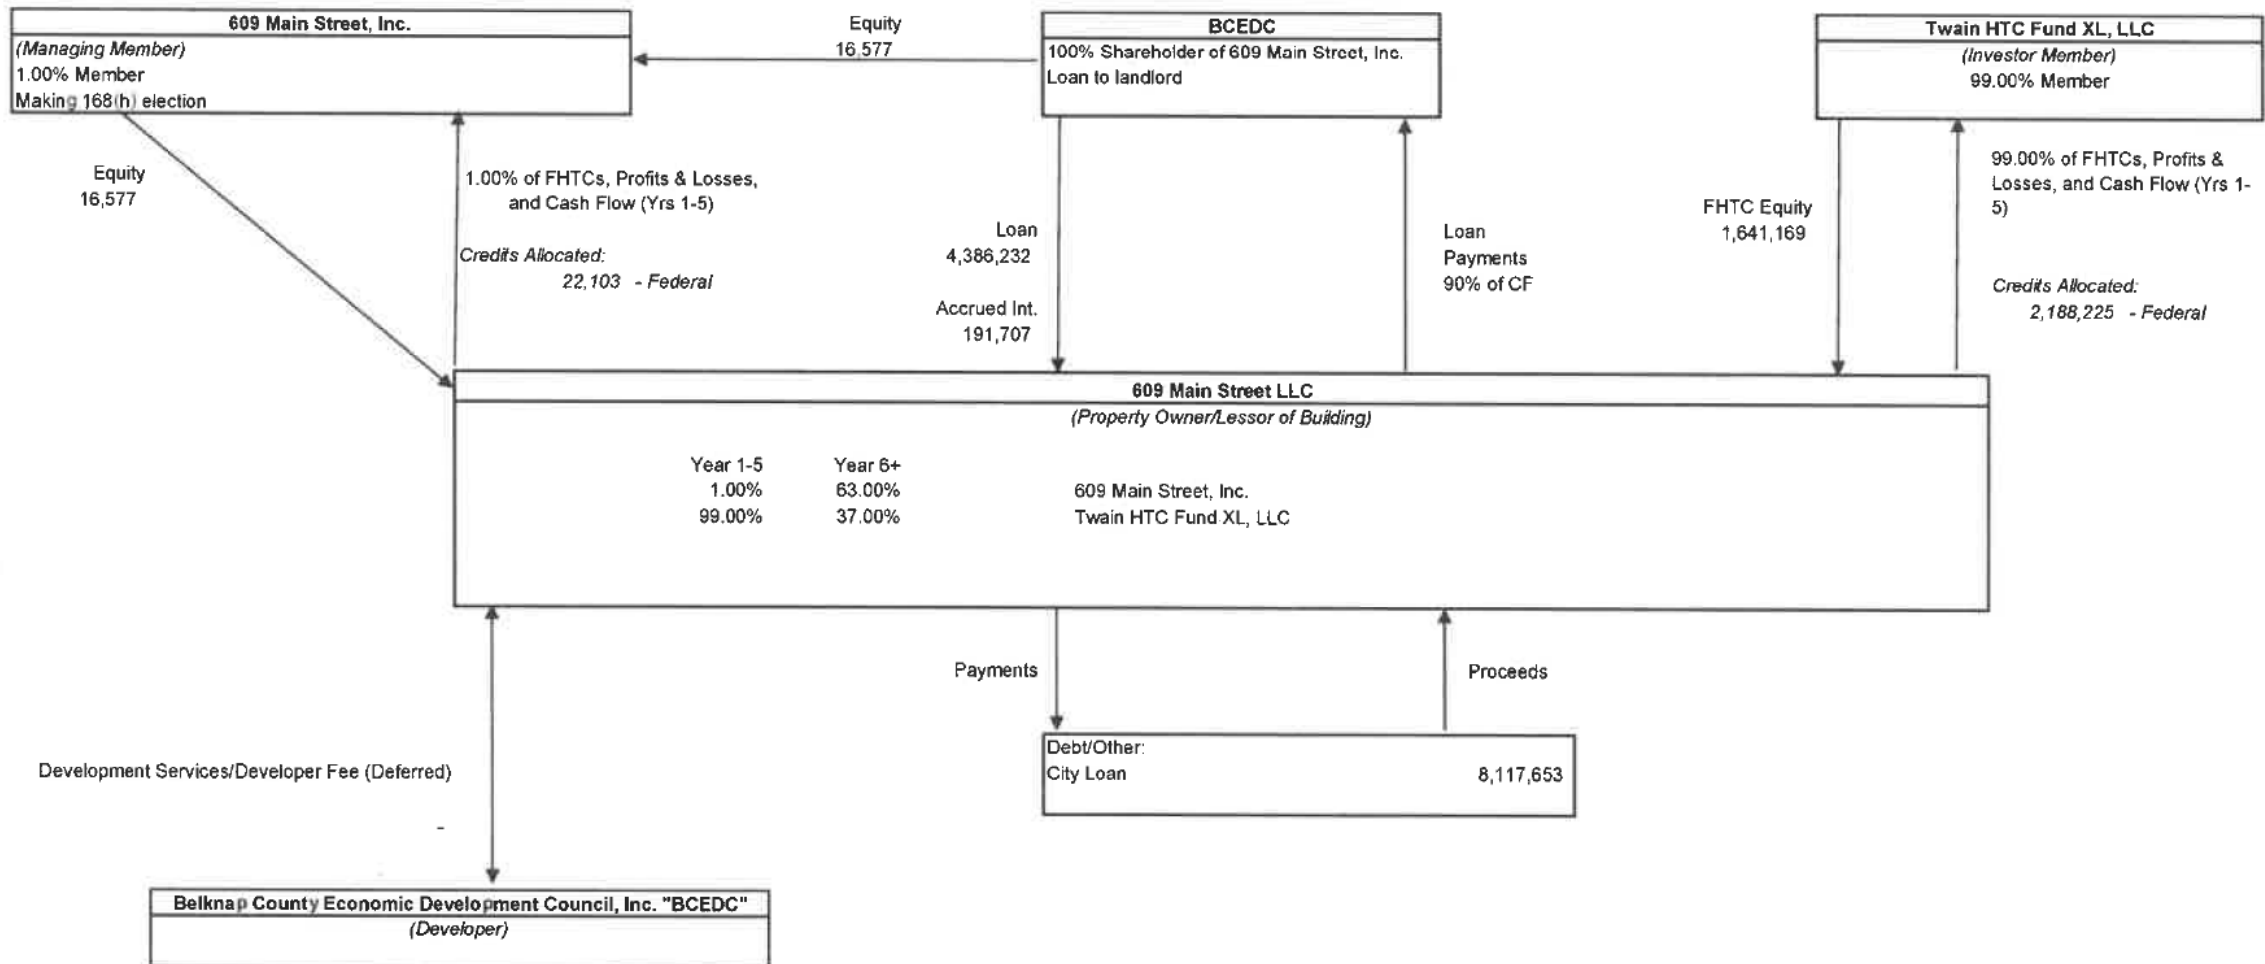 609 Main Street, Inc.
(Managing Member)
1.00% Member
Making 168(h) election
Equity
16,577
BCEDC
100% Shareholder of 609 Main Street, Inc.
Loan to landlord
Twain HTC Fund XL, LLC
(Investor Member)
99.00% Member
Equity
16,577
1.00% of FHTCs, Profits & Losses,
and Cash Flow (Yrs 1-5)
Credits Allocated:
22,103 - Federal
Loan
4,386,232
Accrued Int.
191,707
Loan
Payments
90% of CF
FHTC Equity
1,641,169
99.00% of FHTCs, Profits &
Losses, and Cash Flow (Yrs 1-
5)
Credits Allocated:
2,188,225 - Federal
609 Main Street LLC
(Property Owner/Lessor of Building)
Year 1-5 Year 6+
1.00% 63.00% 609 Main Street, Inc.
99.00% 37.00% Twain HTC Fund XL, LLC
Payments
Proceeds
Debt/Other:
City Loan 8,117,653
Development Services/Developer Fee (Deferred)
-
Belknap County Economic Development Council, Inc. "BCEDC"
(Developer)